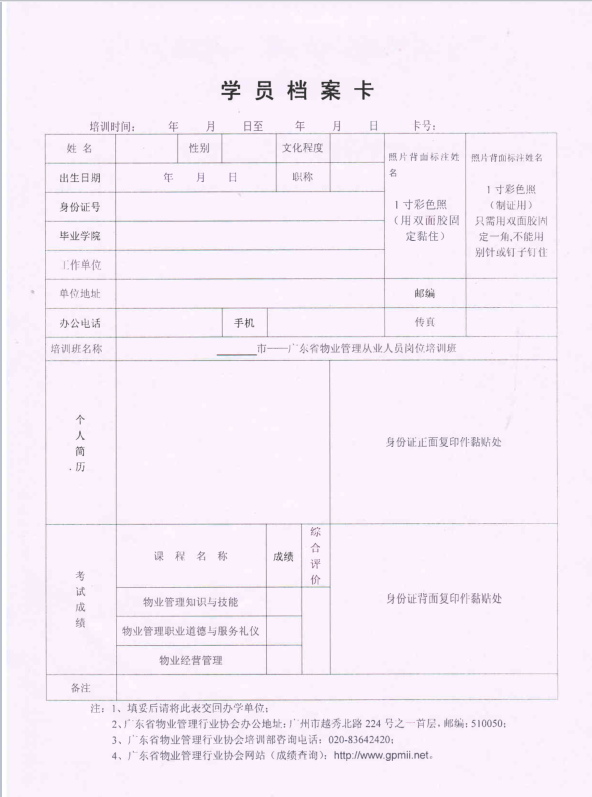 学员档案卡
培训时间： 年 月 日至 年 月 日 卡号：
姓 名 性别 文化程度
照片背面标注姓名
1寸彩色照
（用双面胶固定黏住）
照片背面标注姓名
1寸彩色照
（制证用）
只需用双面胶固定一角,不能用别针或钉子钉住
出生日期 年 月 日 职称
身份证号
毕业学院
工作单位
单位地址 邮编
办公电话 手机 传真
培训班名称 市——广东省物业管理从业人员岗位培训班
个人简历
身份证正面复印件黏贴处
考试成绩
课 程 名 称 成绩 综合评价
物业管理知识与技能
物业管理职业道德与服务礼仪
物业经营管理
身份证背面复印件黏贴处
备注
注：1、填妥后请将此表交回办学单位；
2、广东省物业管理行业协会办公地址：广州市越秀北路 224 号之一首层，邮编：510050；
3、广东省物业管理行业协会培训部咨询电话：020-83642420；
4、广东省物业管理行业协会网站（成绩查询）：http://www.gpmii.net。